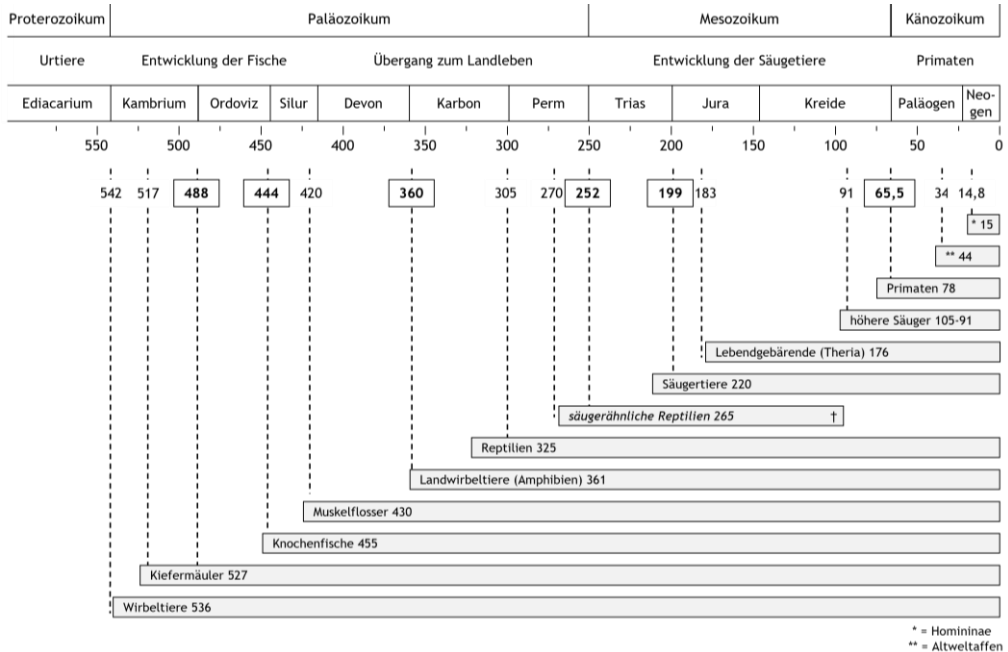 Proterozoikum Paläozoikum Mesozoikum Känozoikum
Urtiere Entwicklung der Fische Übergang zum Landleben Entwicklung der Säugetiere Primaten
Ediacarium Kambrium Ordoviz Silur Devon Karbon Perm Trias Jura Kreide Paläogen Neo-
gen
550 500 450 400 350 300 250 200 150 100 50 0
542 517 488 444 420 360 305 270 252 199 183 91 65,5 34 14,8
* 15
** 44
Primaten 78
höhere Säuger 105-91
Lebendgebärende (Theria) 176
Säugertiere 220
säugerähnliche Reptilien 265 †
Reptilien 325
Landwirbeltiere (Amphibien) 361
Muskelflosser 430
Knochenfische 455
Kiefermäuler 527
Wirbeltiere 536
* = Homininae
** = Altweltaffen